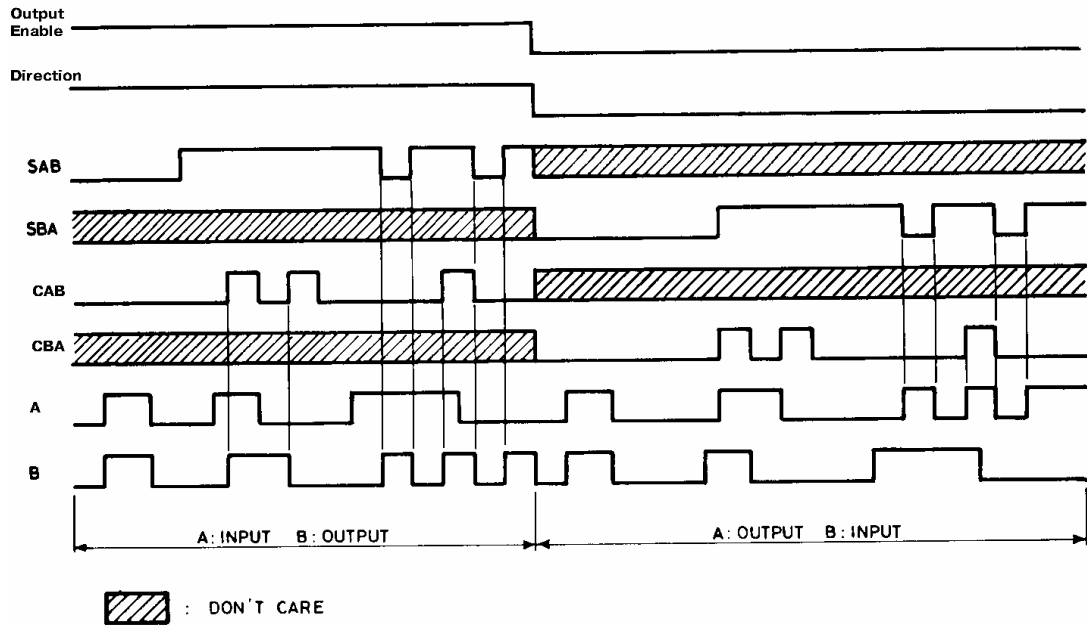 Output
Enable
Direction
SAB
SBA
CAB
CBA
A
B
A: INPUT B: OUTPUT
A: OUTPUT B: INPUT
: DON'T CARE